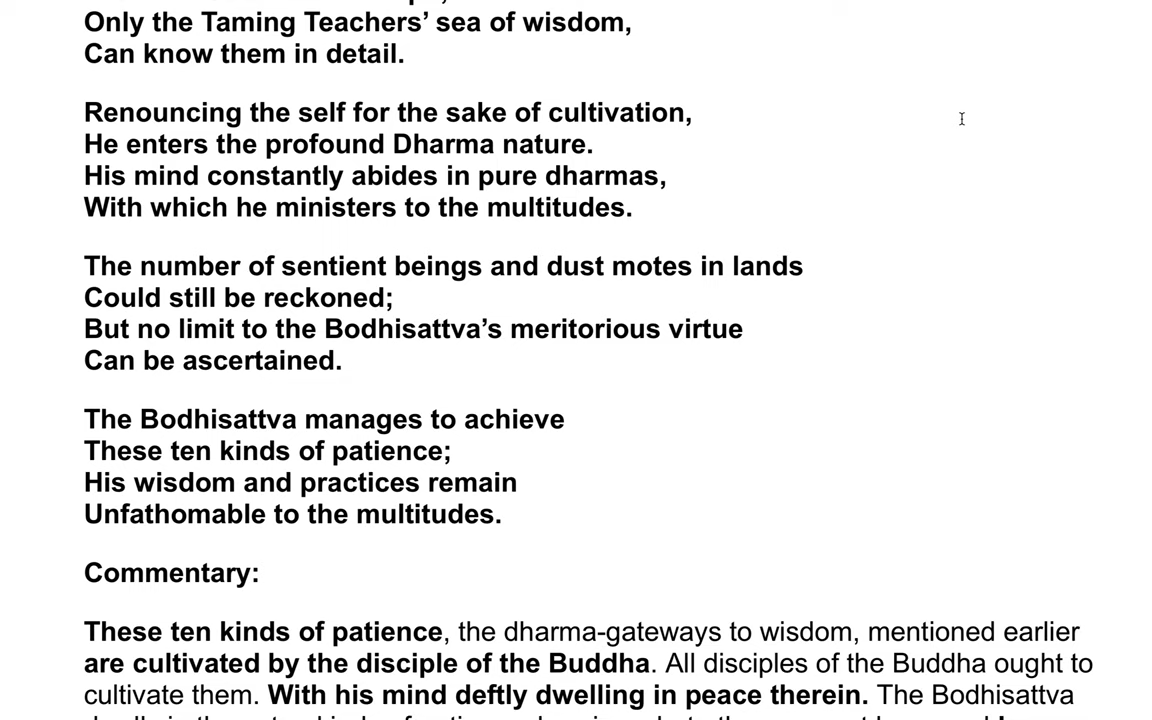 Only the Taming Teachers’ sea of wisdom,
Can know them in detail.
Renouncing the self for the sake of cultivation,
He enters the profound Dharma nature.
His mind constantly abides in pure dharmas,
With which he ministers to the multitudes.
The number of sentient beings and dust motes in lands
Could still be reckoned;
But no limit to the Bodhisattva’s meritorious virtue
Can be ascertained.
The Bodhisattva manages to achieve
These ten kinds of patience;
His wisdom and practices remain
Unfathomable to the multitudes.
Commentary:
These ten kinds of patience, the dharma-gateways to wisdom, mentioned earlier
are cultivated by the disciple of the Buddha. All disciples of the Buddha ought to
cultivate them. With his mind deftly dwelling in peace therein. The Bodhisattva